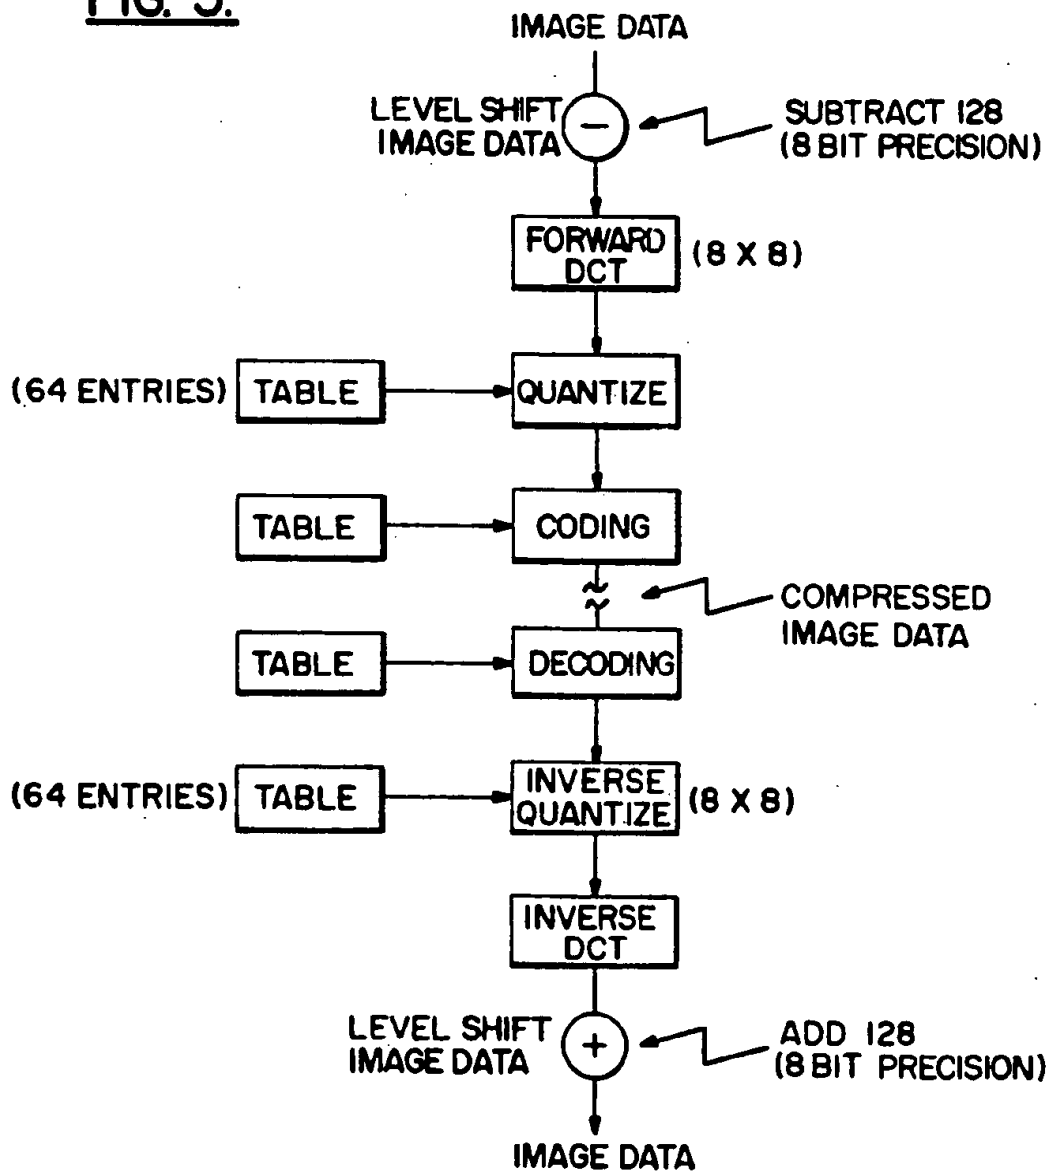 FIG. 5.
IMAGE DATA
LEVEL SHIFT
IMAGE DATA
−
SUBTRACT 128
(8 BIT PRECISION)
FORWARD
DCT
(8 X 8)
(64 ENTRIES)
TABLE
QUANTIZE
TABLE
CODING
COMPRESSED
IMAGE DATA
TABLE
DECODING
(64 ENTRIES)
TABLE
INVERSE
QUANTIZE
(8 X 8)
INVERSE
DCT
LEVEL SHIFT
IMAGE DATA
+
ADD 128
(8 BIT PRECISION)
IMAGE DATA